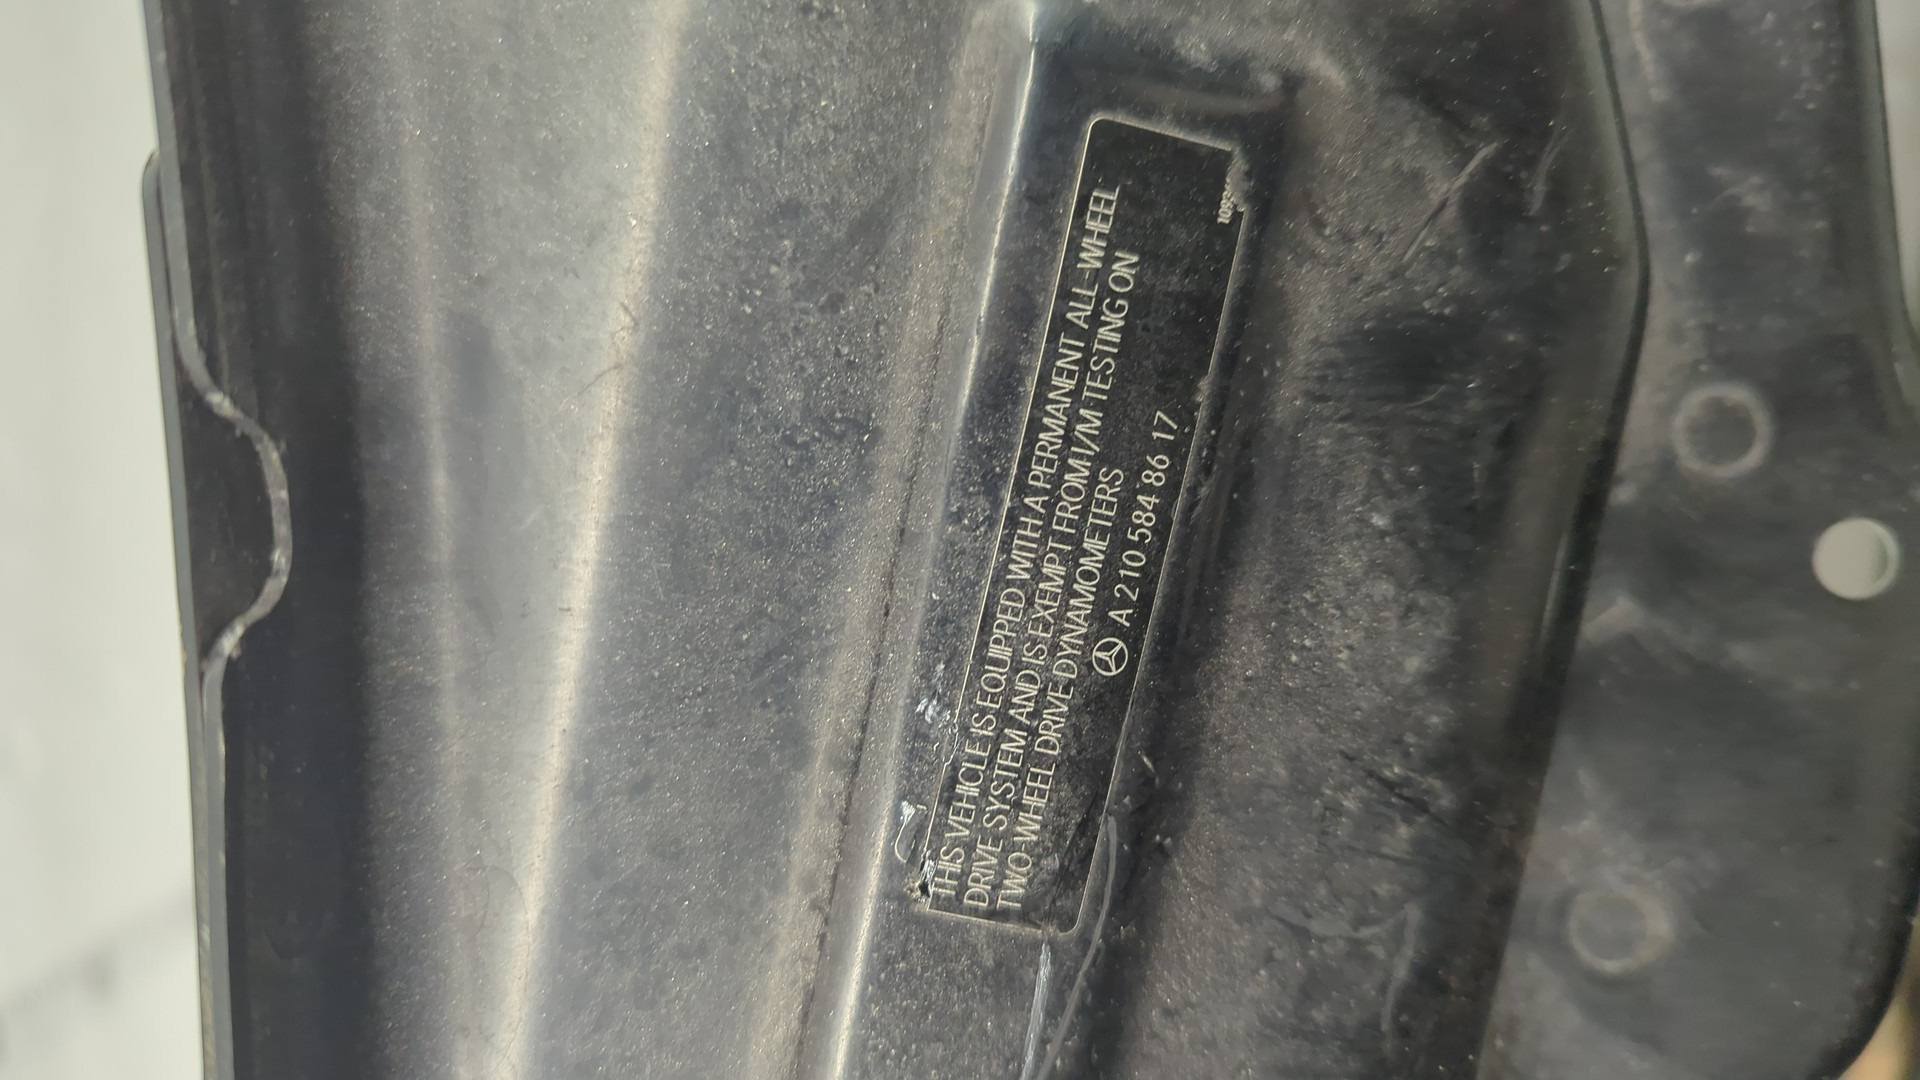 THIS VEHICLE IS EQUIPPED WITH A PERMANENT ALL-WHEEL
DRIVE SYSTEM AND IS EXEMPT FROM I/M TESTING ON
TWO-WHEEL DRIVE DYNAMOMETERS
A 210 584 86 17